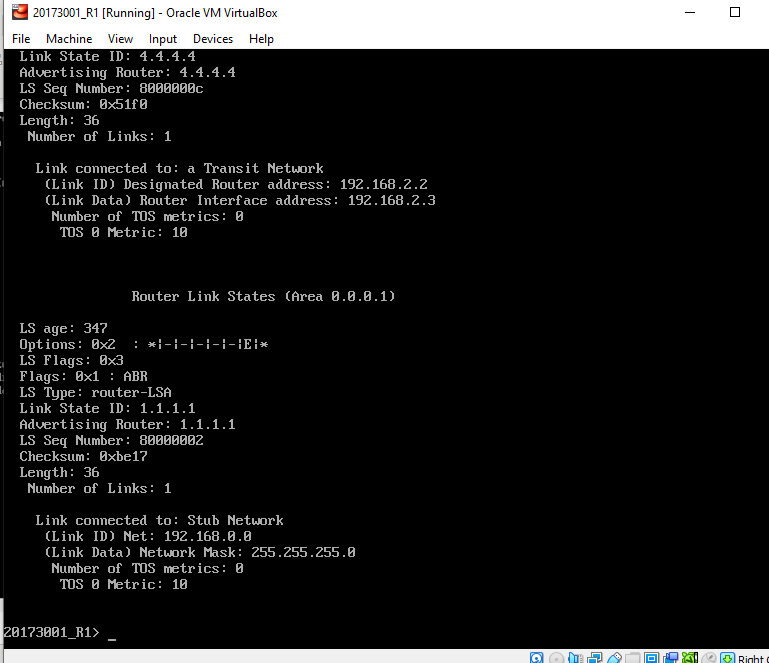 20173001_R1 [Running] - Oracle VM VirtualBox
File Machine View Input Devices Help
Link State ID: 4.4.4.4
Advertising Router: 4.4.4.4
LS Seq Number: 8000000c
Checksum: 0x51f0
Length: 36
Number of Links: 1
Link connected to: a Transit Network
(Link ID) Designated Router address: 192.168.2.2
(Link Data) Router Interface address: 192.168.2.3
Number of TOS metrics: 0
TOS 0 Metric: 10
Router Link States (Area 0.0.0.1)
LS age: 347
Options: 0x2 : *|-|-|-|-|-|E|*
LS Flags: 0x3
Flags: 0x1 : ABR
LS Type: router-LSA
Link State ID: 1.1.1.1
Advertising Router: 1.1.1.1
LS Seq Number: 80000002
Checksum: 0xbe17
Length: 36
Number of Links: 1
Link connected to: Stub Network
(Link ID) Net: 192.168.0.0
(Link Data) Network Mask: 255.255.255.0
Number of TOS metrics: 0
TOS 0 Metric: 10
20173001_R1> _
Right